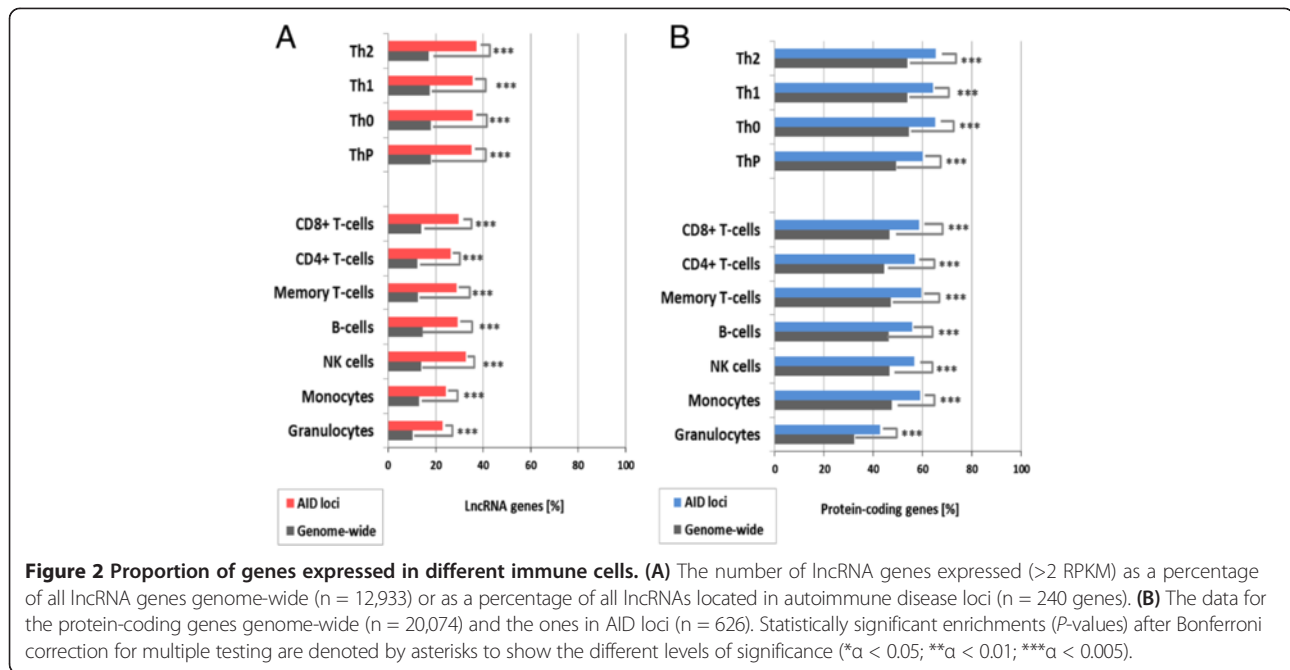 A
Th2
***
Th1
***
Th0
***
ThP
***
CD8+ T-cells
***
CD4+ T-cells
***
Memory T-cells
***
B-cells
***
NK cells
***
Monocytes
***
Granulocytes
***
0 20 40 60 80 100
AID loci
Genome-wide
LncRNA genes [%]
B
Th2
***
Th1
***
Th0
***
ThP
***
CD8+ T-cells
***
CD4+ T-cells
***
Memory T-cells
***
B-cells
***
NK cells
***
Monocytes
***
Granulocytes
***
0 20 40 60 80 100
AID loci
Genome-wide
Protein-coding genes [%]
Figure 2 Proportion of genes expressed in different immune cells. (A) The number of lncRNA genes expressed (>2 RPKM) as a percentage
of all lncRNA genes genome-wide (n = 12,933) or as a percentage of all lncRNAs located in autoimmune disease loci (n = 240 genes). (B) The data for
the protein-coding genes genome-wide (n = 20,074) and the ones in AID loci (n = 626). Statistically significant enrichments (P-values) after Bonferroni
correction for multiple testing are denoted by asterisks to show the different levels of significance (*α < 0.05; **α < 0.01; ***α < 0.005).